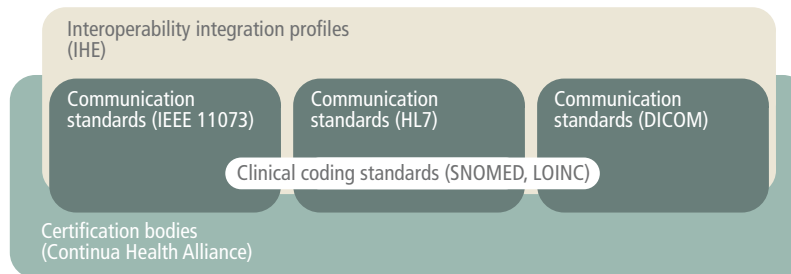 Interoperability integration profiles
(IHE)
Communication
standards (IEEE 11073)
Communication
standards (HL7)
Communication
standards (DICOM)
Clinical coding standards (SNOMED, LOINC)
Certification bodies
(Continua Health Alliance)